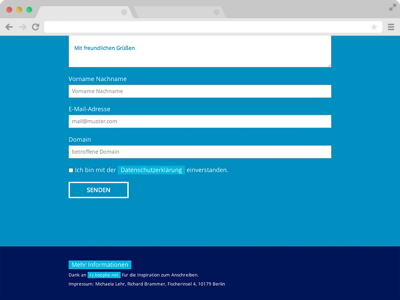 Mit freundlichen Grüßen
Vorname Nachname
Vorname Nachname
E-Mail-Adresse
mail@muster.com
Domain
betroffene Domain
Ich bin mit der Datenschutzerklärung einverstanden.
SENDEN
Mehr Informationen
Dank an für die Inspiration zum Anschreiben.
Impressum: Michaela Lehr, Richard Brammer, Fischerinsel 4, 10179 Berlin